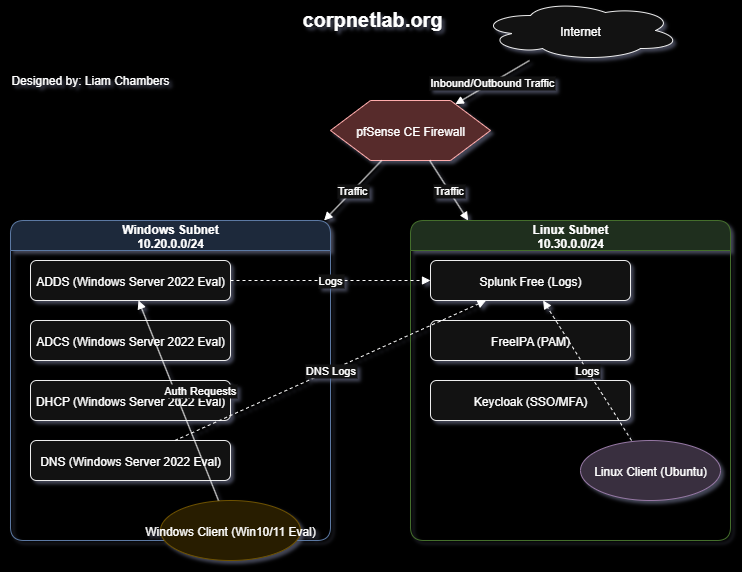 corpnetlab.org
Internet
Designed by: Liam Chambers
Inbound/Outbound Traffic
pfSense CE Firewall
Traffic
Traffic
Windows Subnet
10.20.0.0/24
ADDS (Windows Server 2022 Eval)
ADCS (Windows Server 2022 Eval)
DHCP (Windows Server 2022 Eval)
DNS (Windows Server 2022 Eval)
Auth Requests
Windows Client (Win10/11 Eval)
Logs
DNS Logs
Linux Subnet
10.30.0.0/24
Splunk Free (Logs)
FreeIPA (PAM)
Logs
Keycloak (SSO/MFA)
Linux Client (Ubuntu)